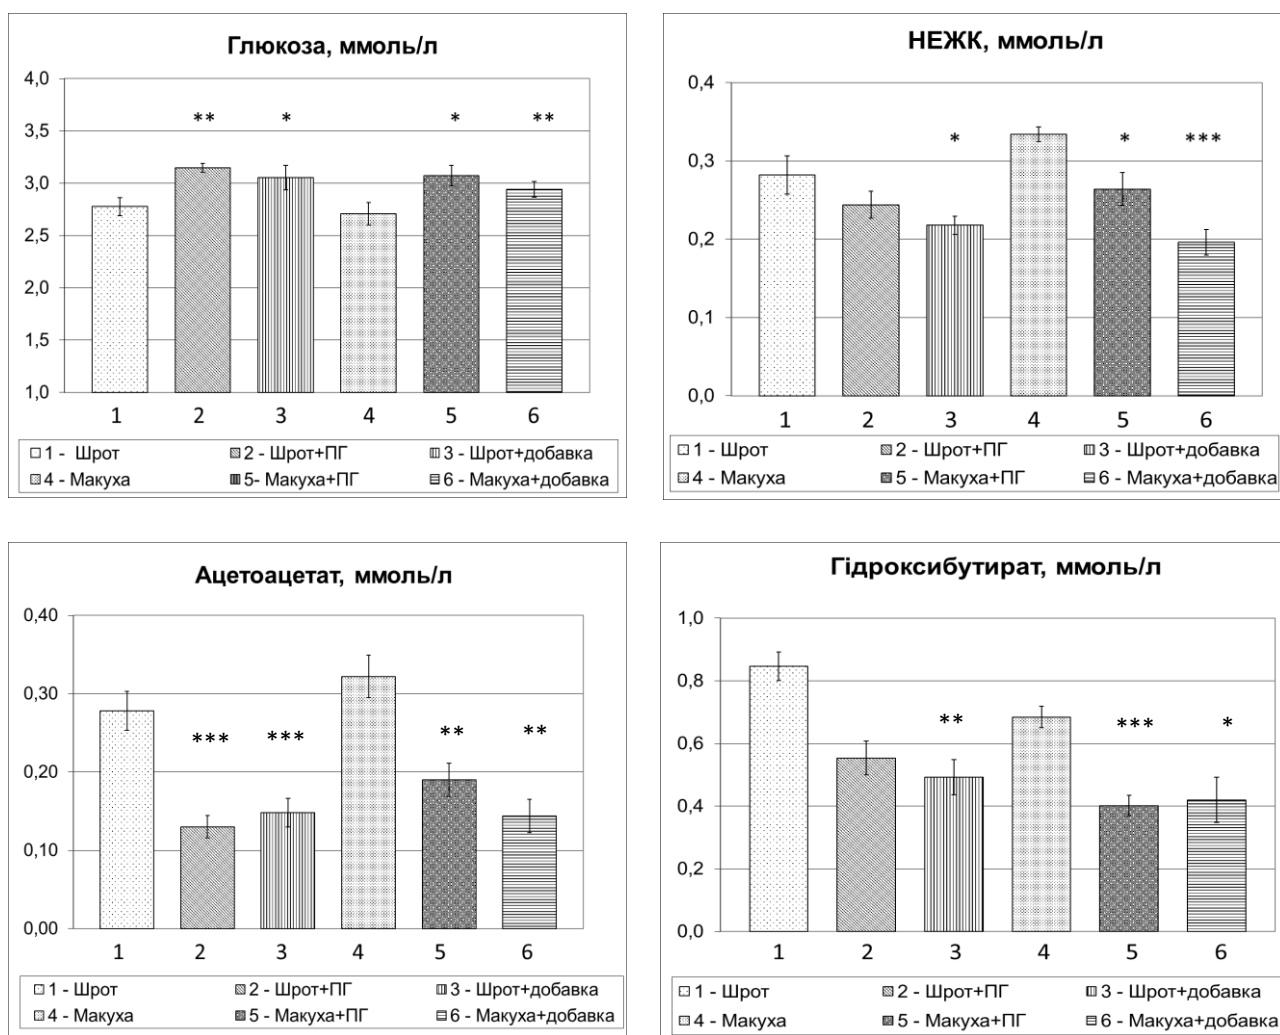 Глюкоза, ммоль/л
4,0
3,5
3,0
2,5
2,0
1,5
1,0
** * * **
1 2 3 4 5 6
1 - Шрот 2 - Шрот+ПГ 3 - Шрот+добавка
4 - Макуха 5- Макуха+ПГ 6 - Макуха+добавка
НЕЖК, ммоль/л
0,4
0,3
0,2
0,1
0,0
* * ***
1 2 3 4 5 6
1 - Шрот 2 - Шрот+ПГ 3 - Шрот+добавка
4 - Макуха 5 - Макуха+ПГ 6 - Макуха+добавка
Ацетоацетат, ммоль/л
0,40
0,30
0,20
0,10
0,00
*** *** ** **
1 2 3 4 5 6
1 - Шрот 2 - Шрот+ПГ 3 - Шрот+добавка
4 - Макуха 5 - Макуха+ПГ 6 - Макуха+добавка
Гідроксибутират, ммоль/л
1,0
0,8
0,6
0,4
0,2
0,0
** *** *
1 2 3 4 5 6
1 - Шрот 2 - Шрот+ПГ 3 - Шрот+добавка
4 - Макуха 5 - Макуха+ПГ 6 - Макуха+добавка